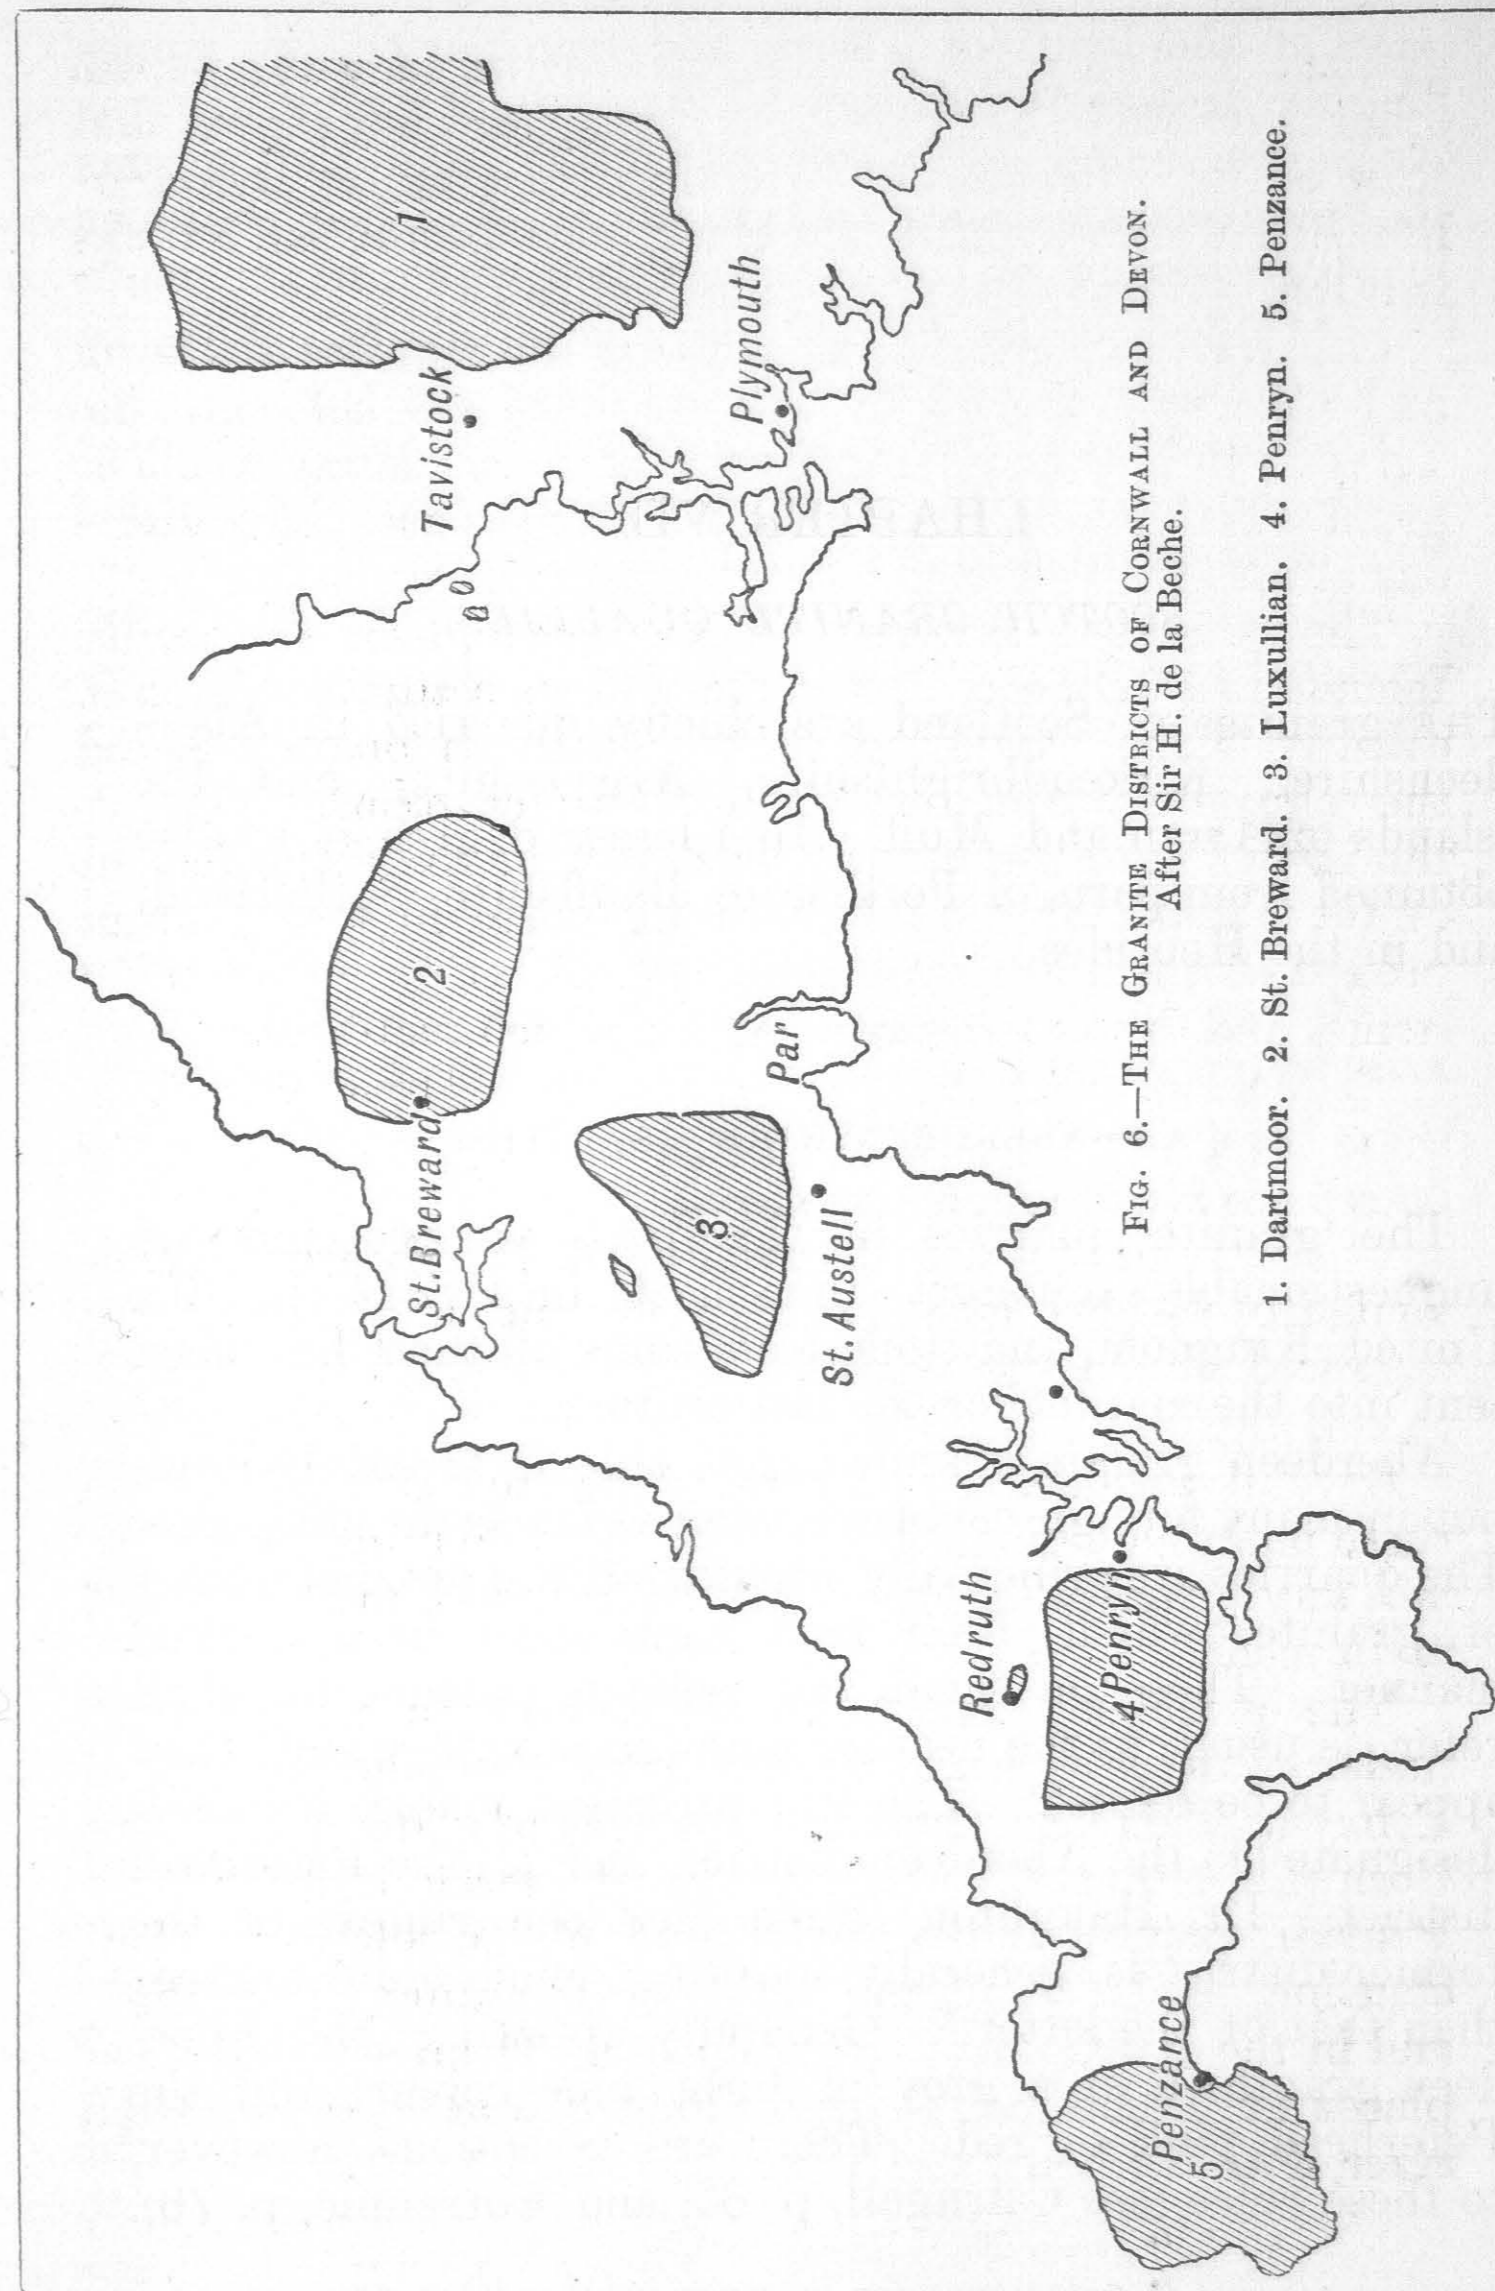 1
Tavistock
Plymouth
2
St. Breward
Par
3
St. Austell
Redruth
4 Penryn
Penzance
5
FIG. 6.—THE GRANITE DISTRICTS OF CORNWALL AND DEVON.
After Sir H. de la Beche.
1. Dartmoor. 2. St. Breward. 3. Luxullian. 4. Penryn. 5. Penzance.